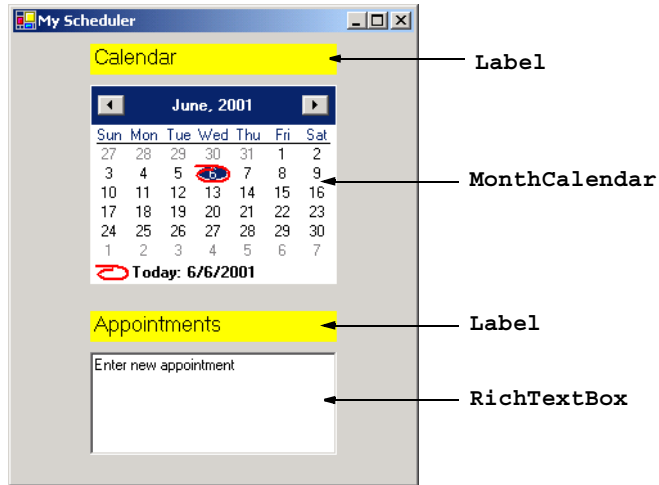 My Scheduler
Calendar
Label
June, 2001
Sun Mon Tue Wed Thu Fri Sat
27 28 29 30 31 1 2
3 4 5 6 7 8 9
MonthCalendar
10 11 12 13 14 15 16
17 18 19 20 21 22 23
24 25 26 27 28 29 30
1 2 3 4 5 6 7
Today: 6/6/2001
Appointments
Label
Enter new appointment
RichTextBox